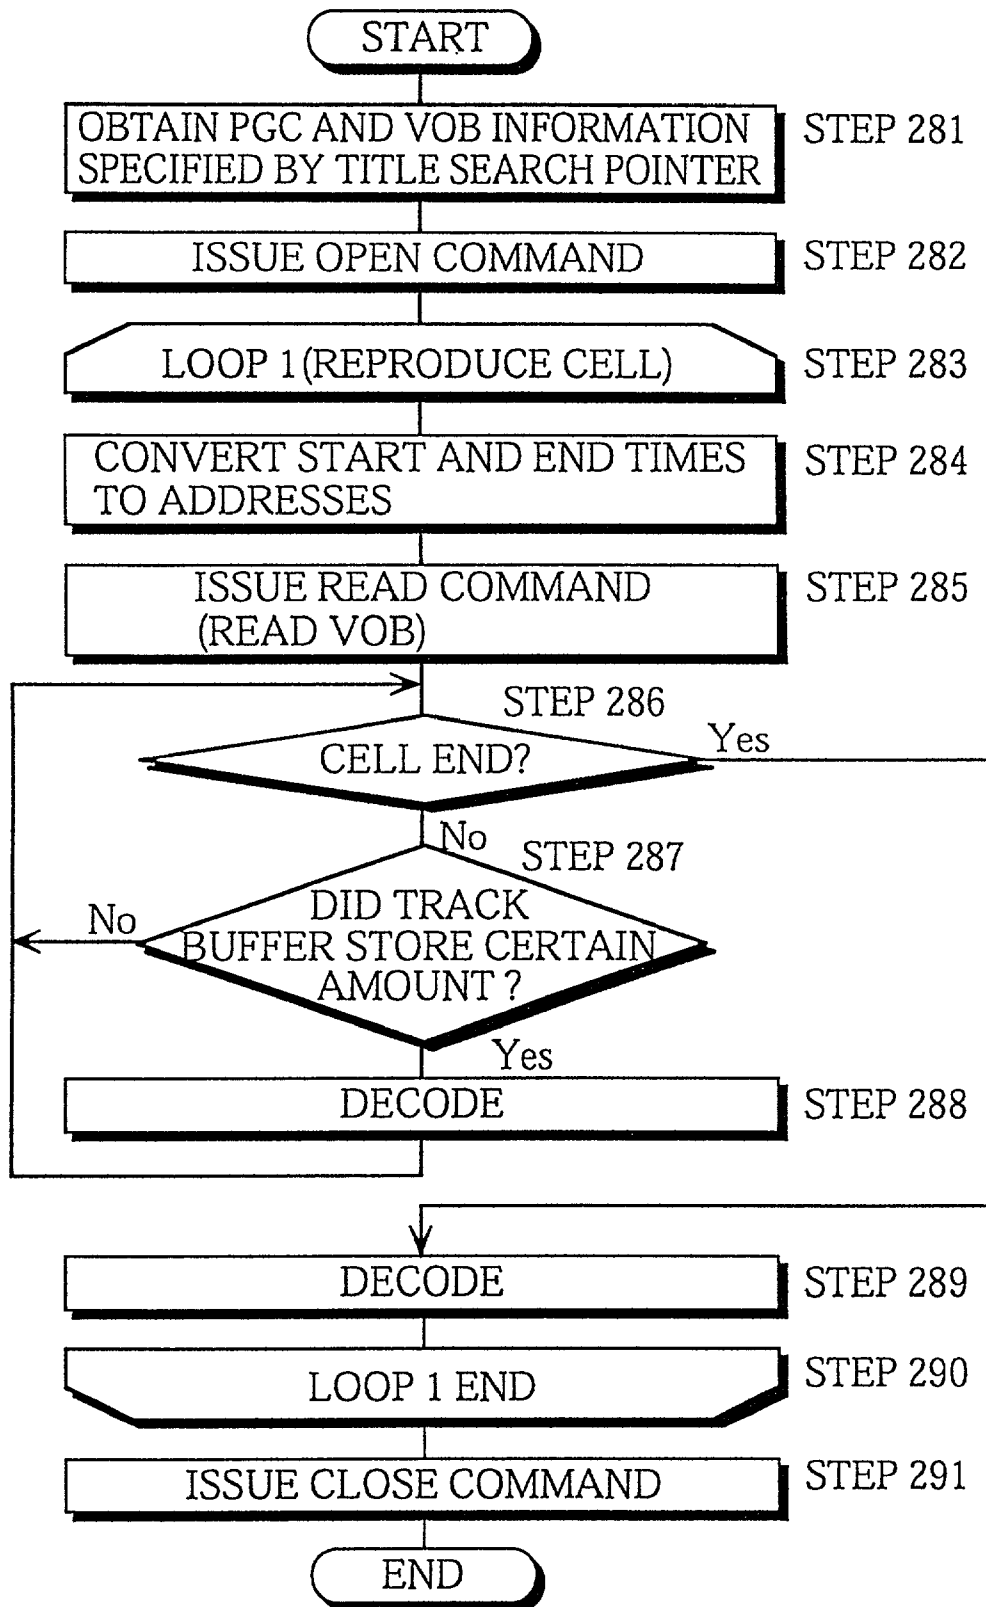 START
OBTAIN PGC AND VOB INFORMATION
SPECIFIED BY TITLE SEARCH POINTER
STEP 281
ISSUE OPEN COMMAND
STEP 282
LOOP 1 (REPRODUCE CELL)
STEP 283
CONVERT START AND END TIMES
TO ADDRESSES
STEP 284
ISSUE READ COMMAND
(READ VOB)
STEP 285
STEP 286
CELL END?
Yes
No
STEP 287
DID TRACK
BUFFER STORE CERTAIN
AMOUNT ?
No
Yes
DECODE
STEP 288
DECODE
STEP 289
LOOP 1 END
STEP 290
ISSUE CLOSE COMMAND
STEP 291
END